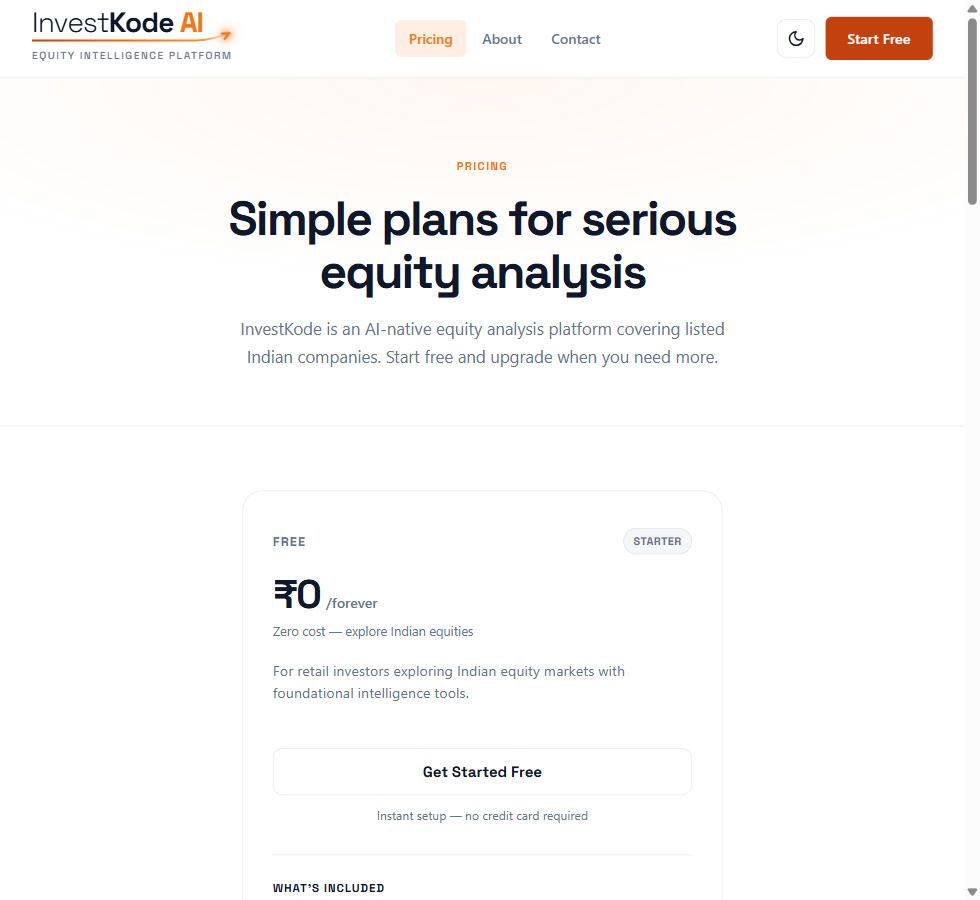 InvestKode AI
EQUITY INTELLIGENCE PLATFORM
Pricing
About
Contact
Start Free
PRICING
Simple plans for serious
equity analysis
InvestKode is an AI-native equity analysis platform covering listed
Indian companies. Start free and upgrade when you need more.
FREE
STARTER
₹0 /forever
Zero cost — explore Indian equities
For retail investors exploring Indian equity markets with
foundational intelligence tools.
Get Started Free
Instant setup — no credit card required
WHAT'S INCLUDED